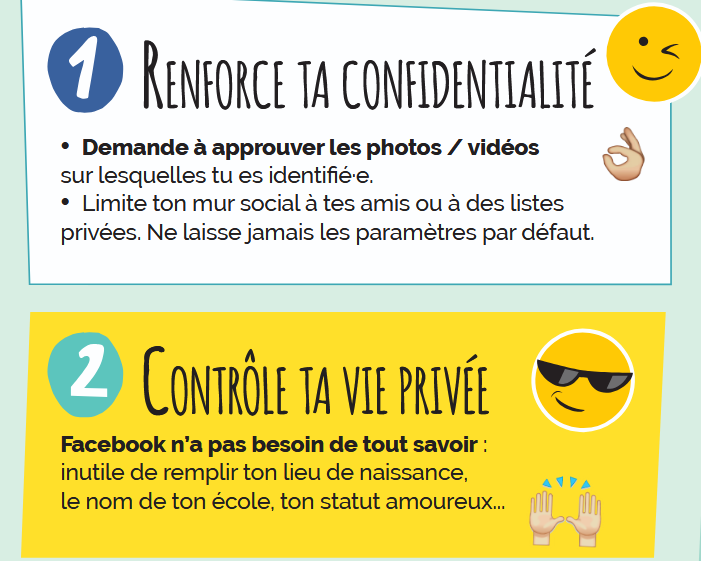 1 RENFORCE TA CONFIDENTIALITÉ
• Demande à approuver les photos / vidéos
sur lesquelles tu es identifié·e.
• Limite ton mur social à tes amis ou à des listes
privées. Ne laisse jamais les paramètres par défaut.
2 CONTRÔLE TA VIE PRIVÉE
Facebook n’a pas besoin de tout savoir :
inutile de remplir ton lieu de naissance,
le nom de ton école, ton statut amoureux...